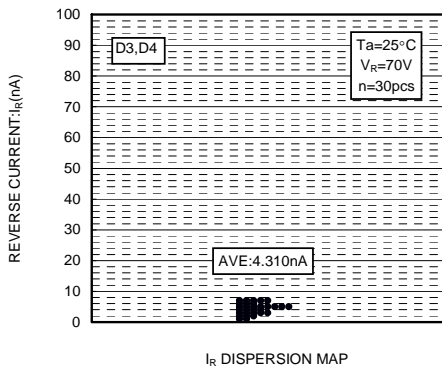 100
90
80
70
60
50
40
30
20
10
0
REVERSE CURRENT:IR(nA)
D3,D4
Ta=25°C
VR=70V
n=30pcs
AVE:4.310nA
IR DISPERSION MAP